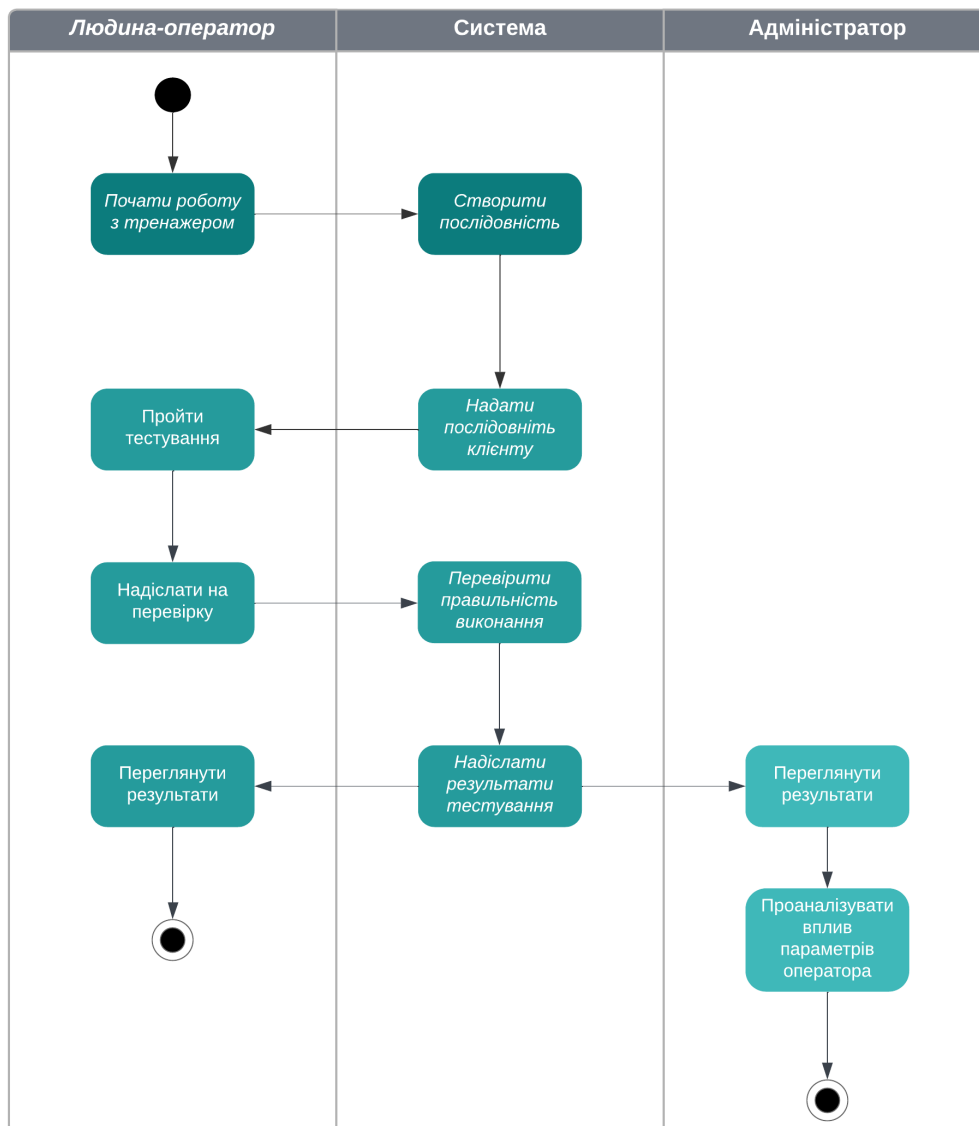 Людина-оператор
Система
Адміністратор
Почати роботу
з тренажером
Створити
послідовність
Пройти
тестування
Надати
послідовніть
клієнту
Надіслати на
перевірку
Перевірити
правильність
виконання
Переглянути
результати
Надіслати
результати
тестування
Переглянути
результати
Проаналізувати
вплив
параметрів
оператора